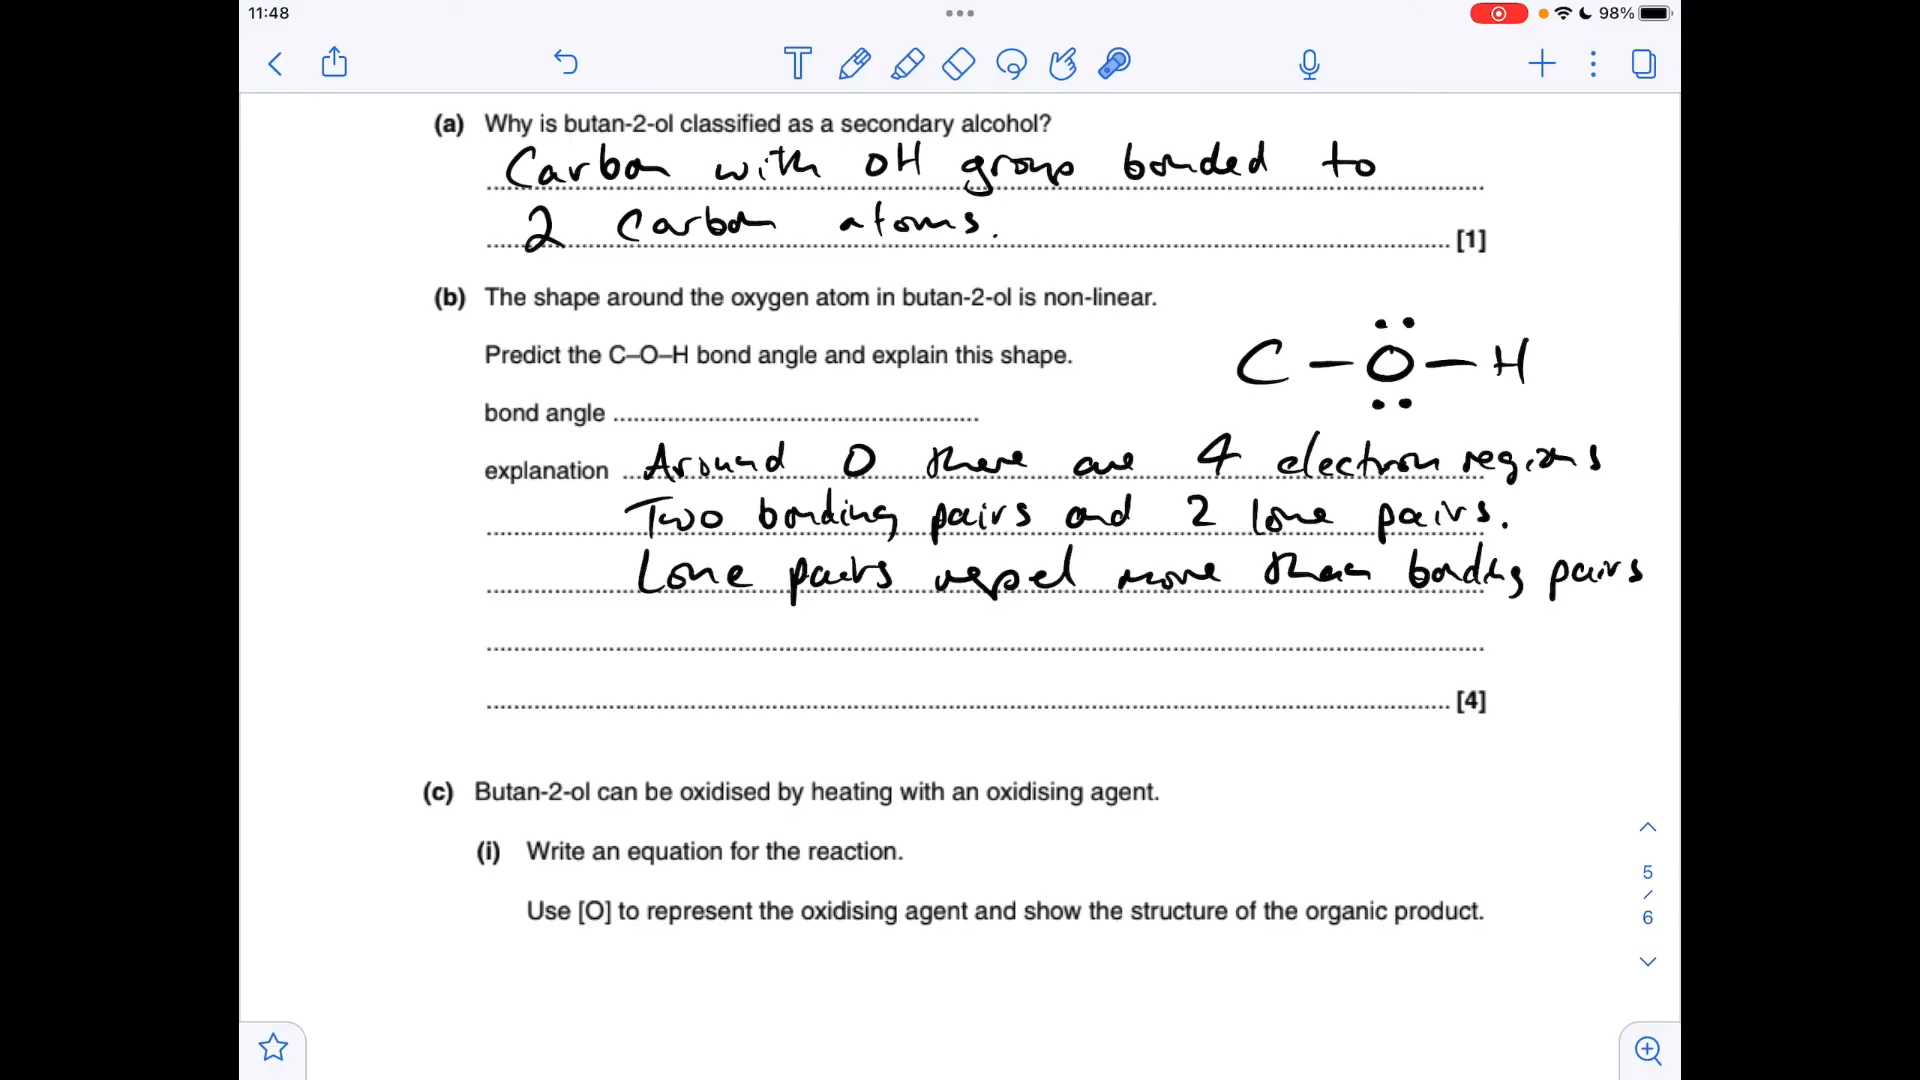 11:48
98%
(a) Why is butan-2-ol classified as a secondary alcohol?
Carbon with OH group bonded to
2 carbon atoms.
[1]
(b) The shape around the oxygen atom in butan-2-ol is non-linear.
Predict the C–O–H bond angle and explain this shape.
C – O – H
bond angle
explanation Around O there are 4 electron regions
Two bonding pairs and 2 lone pairs.
Lone pairs repel more than bonding pairs
[4]
(c) Butan-2-ol can be oxidised by heating with an oxidising agent.
(i) Write an equation for the reaction.
Use [O] to represent the oxidising agent and show the structure of the organic product.
5
/
6